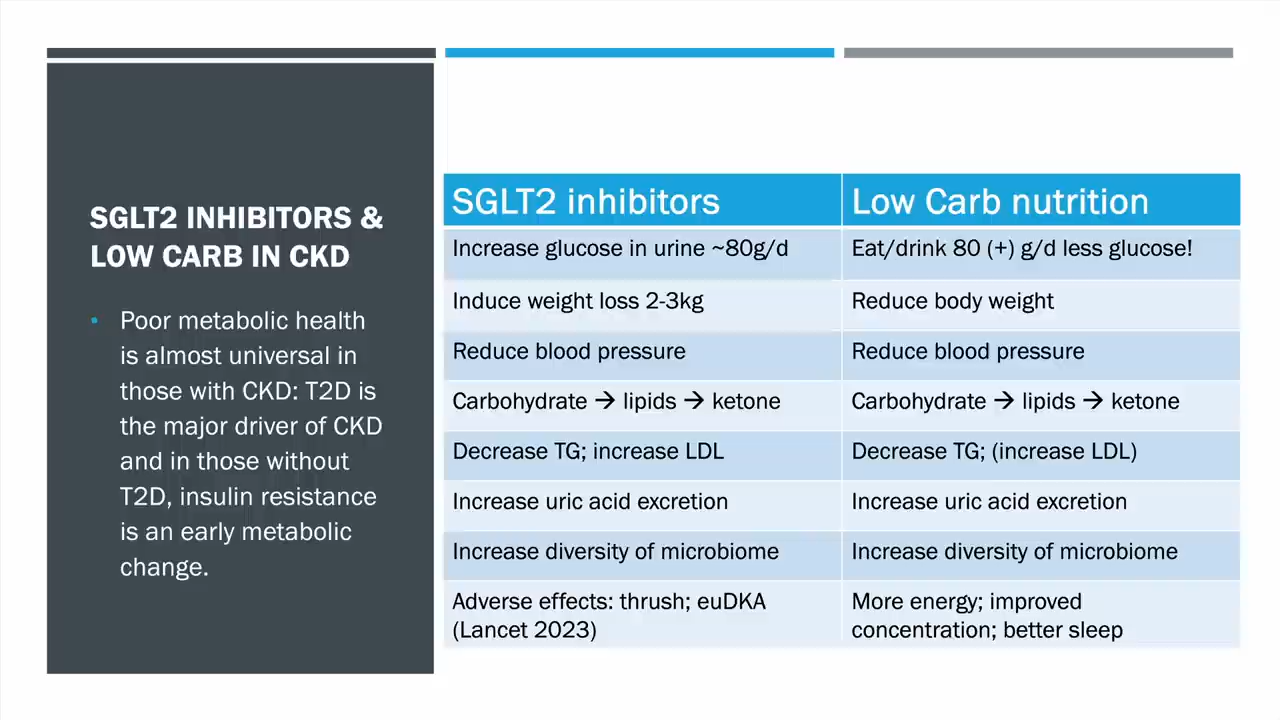 SGLT2 INHIBITORS &
LOW CARB IN CKD
• Poor metabolic health
is almost universal in
those with CKD: T2D is
the major driver of CKD
and in those without
T2D, insulin resistance
is an early metabolic
change.
SGLT2 inhibitors Low Carb nutrition
Increase glucose in urine ~80g/d Eat/drink 80 (+) g/d less glucose!
Induce weight loss 2-3kg Reduce body weight
Reduce blood pressure Reduce blood pressure
Carbohydrate → lipids → ketone Carbohydrate → lipids → ketone
Decrease TG; increase LDL Decrease TG; (increase LDL)
Increase uric acid excretion Increase uric acid excretion
Increase diversity of microbiome Increase diversity of microbiome
Adverse effects: thrush; euDKA More energy; improved
(Lancet 2023) concentration; better sleep